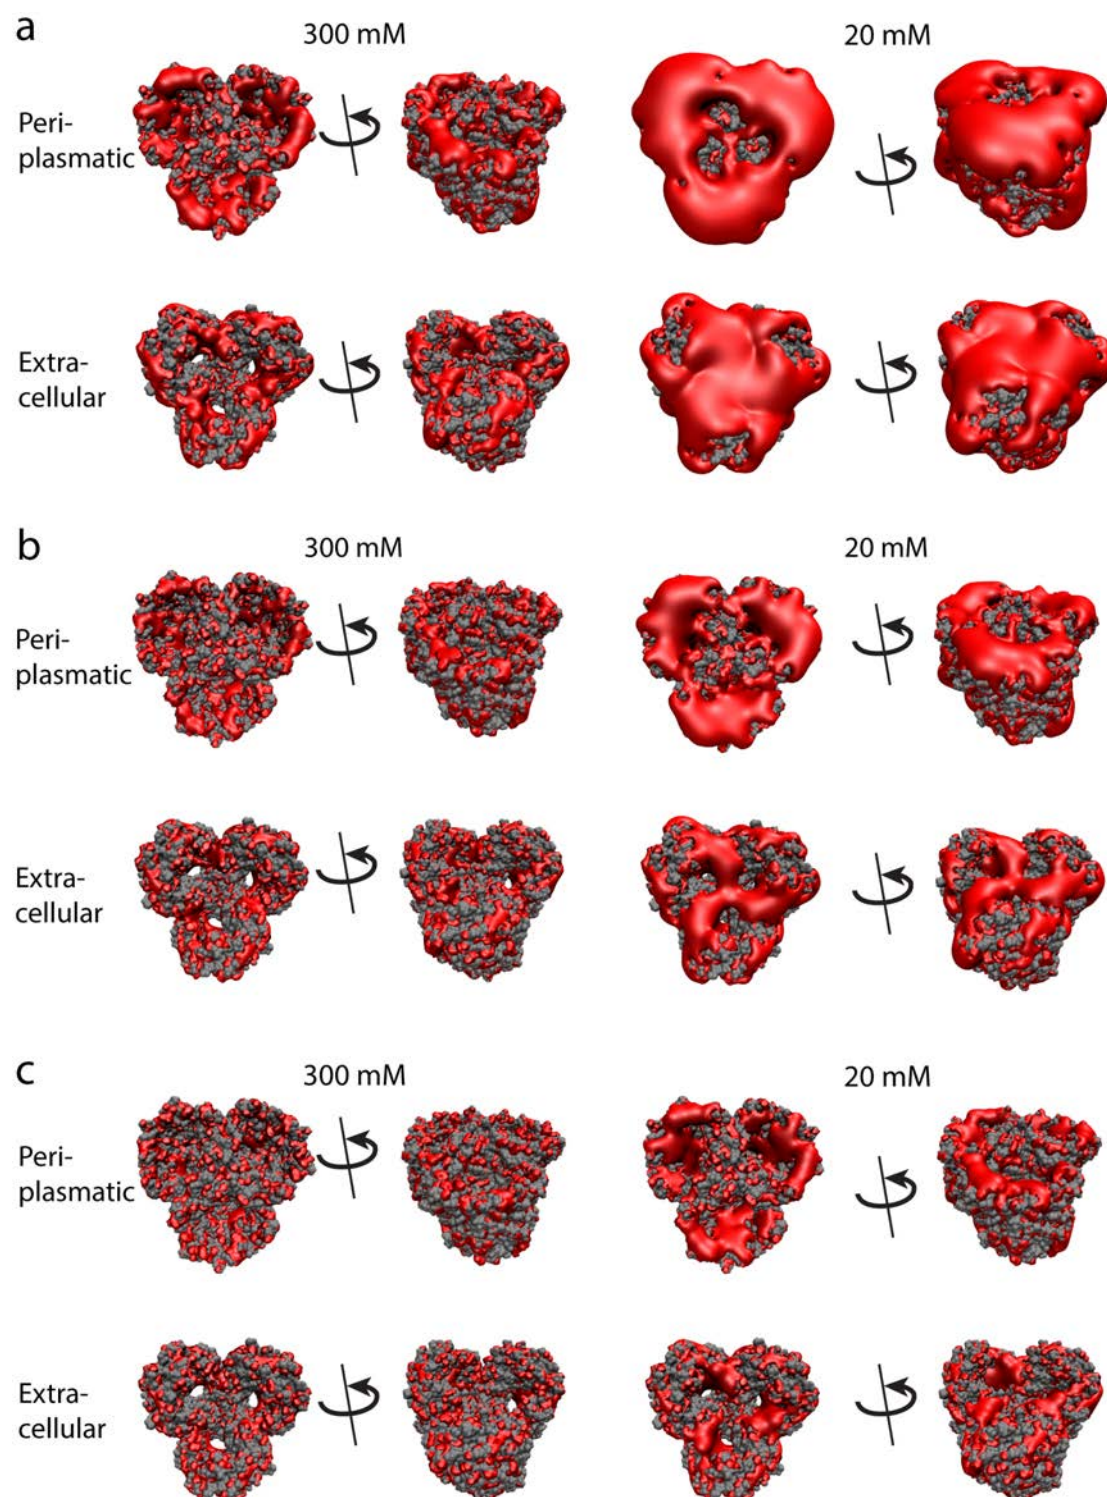 a
300 mM
20 mM
Peri-
plasmatic
Extra-
cellular
b
300 mM
20 mM
Peri-
plasmatic
Extra-
cellular
c
300 mM
20 mM
Peri-
plasmatic
Extra-
cellular